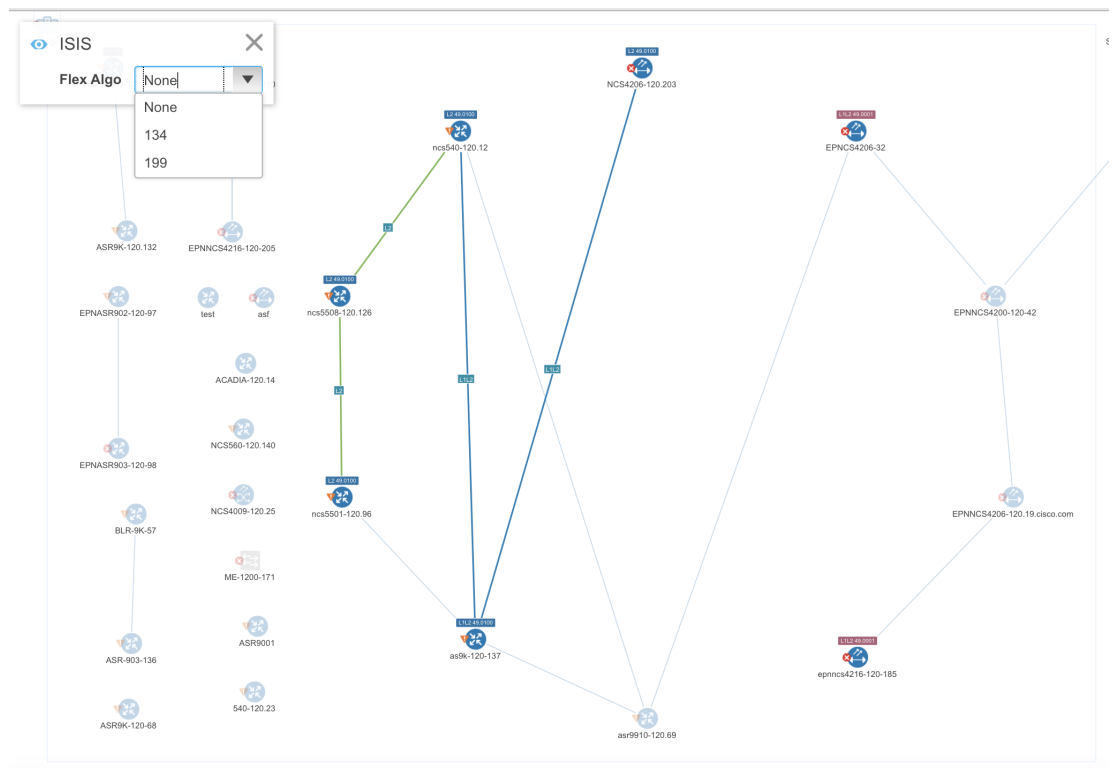 ISIS
S
Flex Algo
None
0
None
134
199
L2 49.0100
NCS4206-120.203
L2 49.0100
ncs540-120.12
L1L2 49.0001
EPNCS4206-32
L2
ASR9K-120.132
EPNNCS4216-120-205
L2 49.0100
ncs5508-120.126
EPNASR902-120-97
test
asf
EPNNCS4200-120-42
L1L2
L1L2
ACADIA-120.14
L2
NCS560-120.140
EPNASR903-120-98
L2 49.0100
ncs5501-120.96
NCS4009-120.25
EPNNCS4206-120.19.cisco.com
BLR-9K-57
ME-1200-171
L1L2 49.0100
as9k-120-137
ASR9001
ASR-903-136
L1L2 49.0001
epnncs4216-120-185
540-120.23
ASR9K-120-68
asr9910-120.69